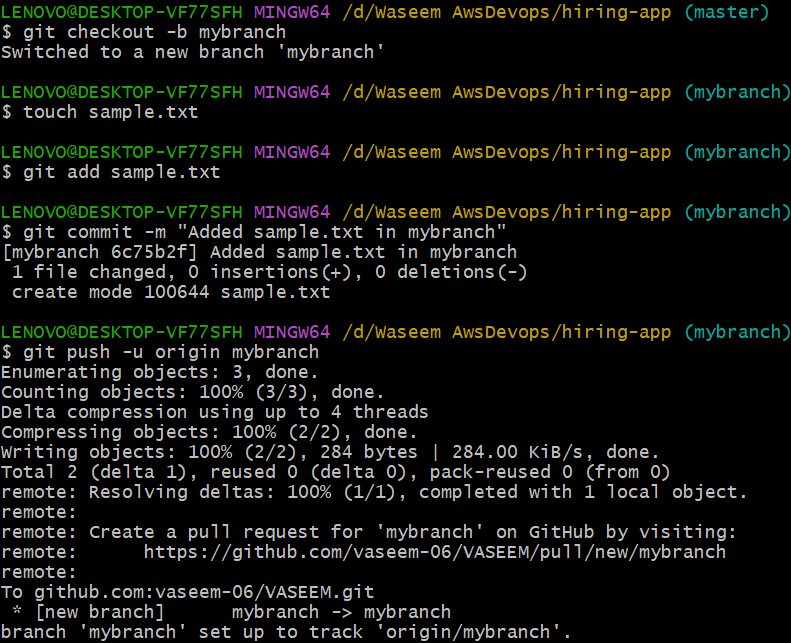 LENOVO@DESKTOP-VF77SFH MINGW64 /d/Waseem AwsDevops/hiring-app (master)
$ git checkout -b mybranch
Switched to a new branch 'mybranch'

LENOVO@DESKTOP-VF77SFH MINGW64 /d/Waseem AwsDevops/hiring-app (mybranch)
$ touch sample.txt

LENOVO@DESKTOP-VF77SFH MINGW64 /d/Waseem AwsDevops/hiring-app (mybranch)
$ git add sample.txt

LENOVO@DESKTOP-VF77SFH MINGW64 /d/Waseem AwsDevops/hiring-app (mybranch)
$ git commit -m "Added sample.txt in mybranch"
[mybranch 6c75b2f] Added sample.txt in mybranch
 1 file changed, 0 insertions(+), 0 deletions(-)
 create mode 100644 sample.txt

LENOVO@DESKTOP-VF77SFH MINGW64 /d/Waseem AwsDevops/hiring-app (mybranch)
$ git push -u origin mybranch
Enumerating objects: 3, done.
Counting objects: 100% (3/3), done.
Delta compression using up to 4 threads
Compressing objects: 100% (2/2), done.
Writing objects: 100% (2/2), 284 bytes | 284.00 KiB/s, done.
Total 2 (delta 1), reused 0 (delta 0), pack-reused 0 (from 0)
remote: Resolving deltas: 100% (1/1), completed with 1 local object.
remote:
remote: Create a pull request for 'mybranch' on GitHub by visiting:
remote:      https://github.com/vaseem-06/VASEEM/pull/new/mybranch
remote:
To github.com:vaseem-06/VASEEM.git
 * [new branch]      mybranch -> mybranch
branch 'mybranch' set up to track 'origin/mybranch'.